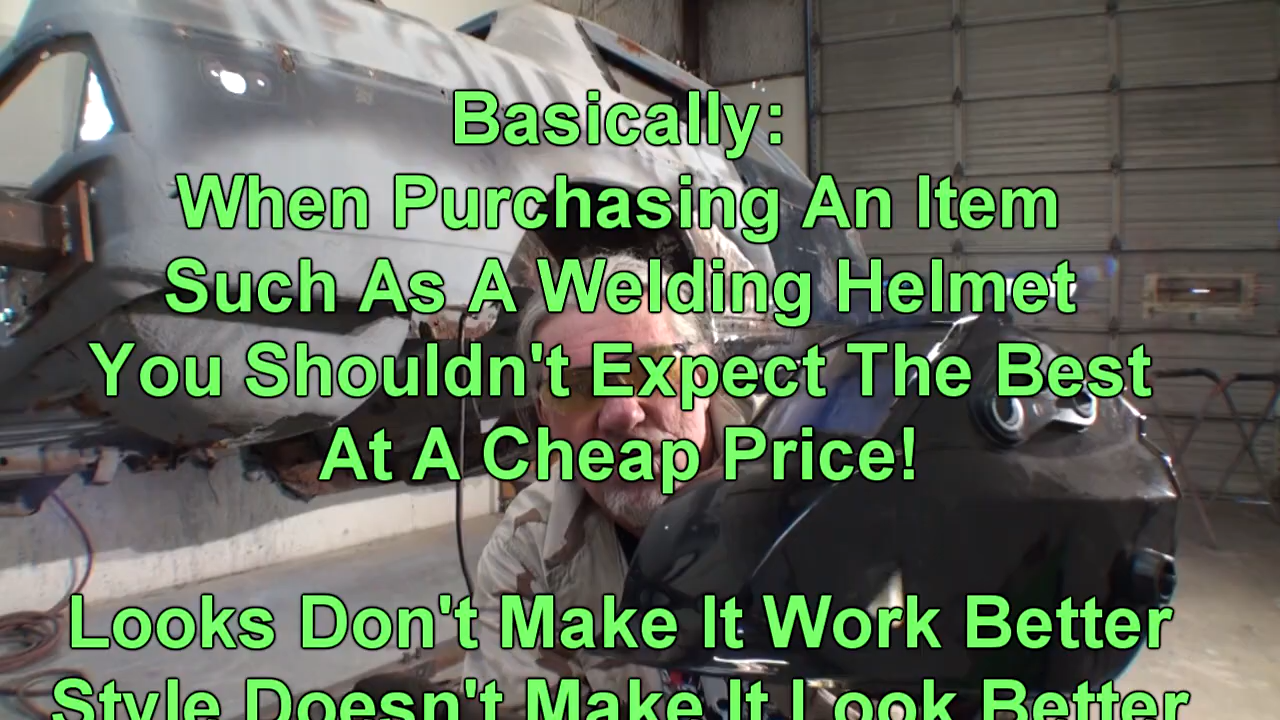 Basically:
When Purchasing An Item
Such As A Welding Helmet
You Shouldn't Expect The Best
At A Cheap Price!
Looks Don't Make It Work Better
Style Doesn't Make It Look Better